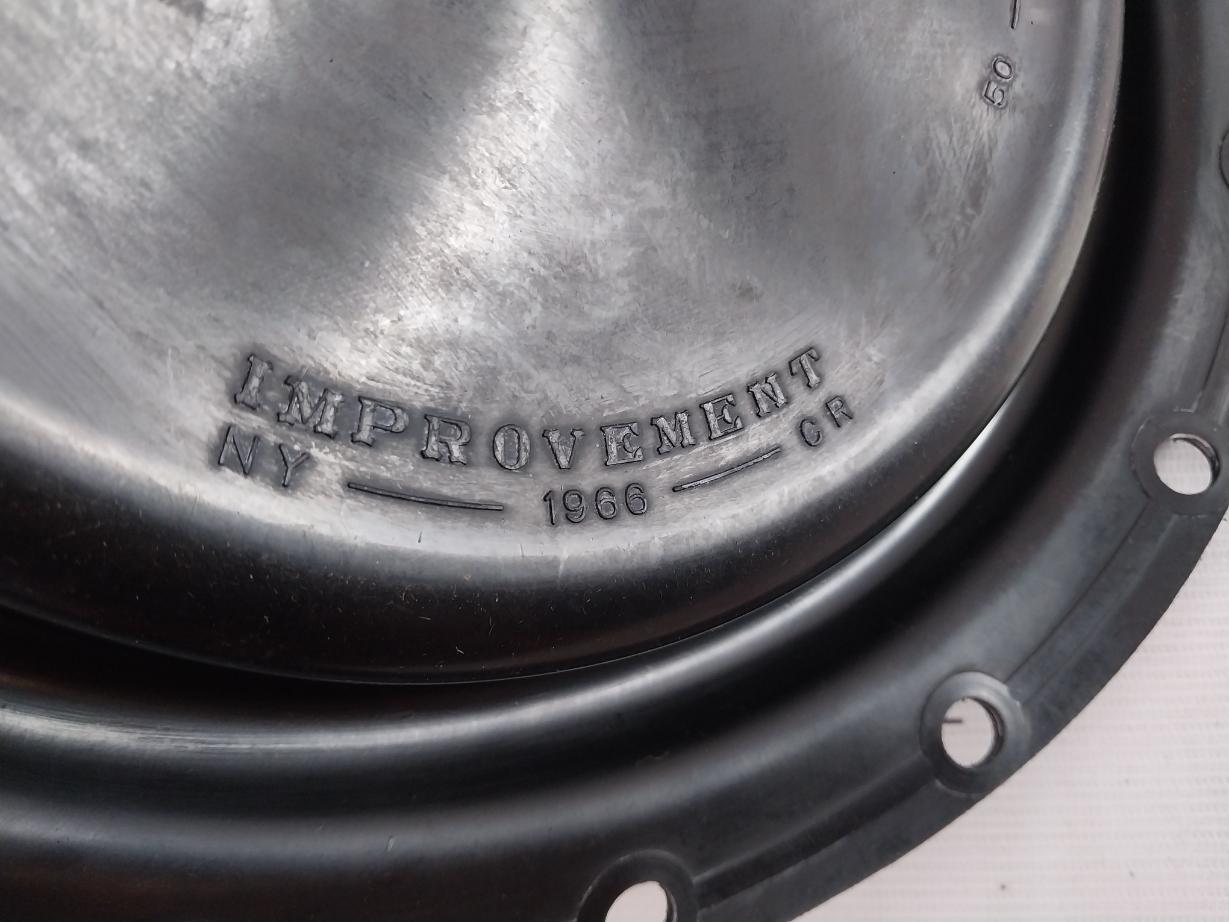 50 —
IMPROVEMENT
NY — 1966 — CR